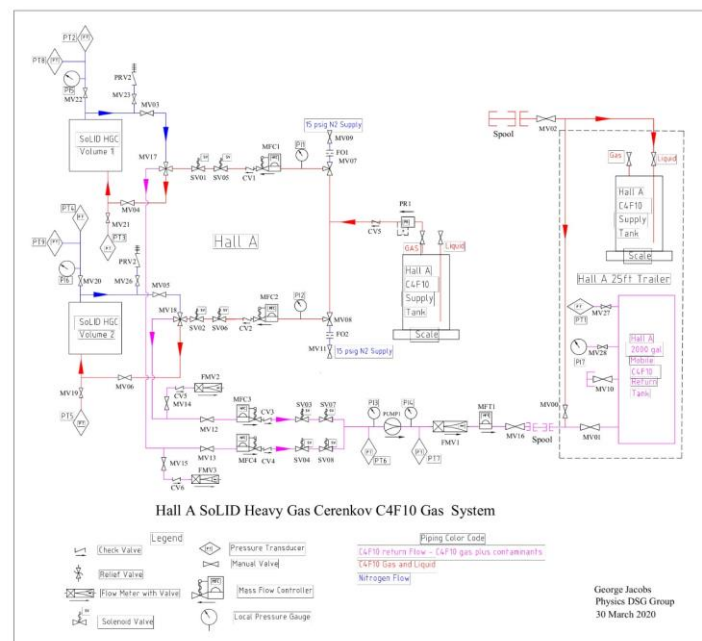 PT2
PT8
PI5
PRV2
MV23
MV03
MV22
SoLID HGC
Volume 1
MV17
SV01
SV05
CV1
MFC1
PI1
15 psig N2 Supply
MV09
FO1
MV07
MV04
MV21
PT3
PT4
PT9
PI6
PRV2
MV20
MV26
MV05
SoLID HGC
Volume 2
MV18
SV02
SV06
CV2
MFC2
PI2
MV08
FO2
MV11
15 psig N2 Supply
MV06
MV19
PT5
Hall A
CV5
PR1
GAS
Liquid
Hall A
C4F10
Supply
Tank
Scale
Spool
MV02
Gas
Liquid
Hall A
C4F10
Supply
Tank
Scale
Hall A 25ft Trailer
PT1
MV27
PI7
MV28
MV10
Hall A
2000 gal
Mobile
C4F10
Return
Tank
MV00
MV01
FMV2
CV5
MV14
MV12
MFC3
CV3
SV03
SV07
MV13
MFC4
CV4
SV04
SV08
MV15
CV6
FMV3
PI3
PUMP1
PI4
PT6
PT7
FMV1
MFT1
MV16
Spool
Hall A SoLID Heavy Gas Cerenkov C4F10 Gas System
Legend
Check Valve
Relief Valve
Flow Meter with Valve
Solenoid Valve
Pressure Transducer
Manual Valve
Mass Flow Controller
Local Pressure Gauge
Piping Color Code
C4F10 return Flow - C4F10 gas plus contaminants
C4F10 Gas and Liquid
Nitrogen Flow
George Jacobs
Physics DSG Group
30 March 2020